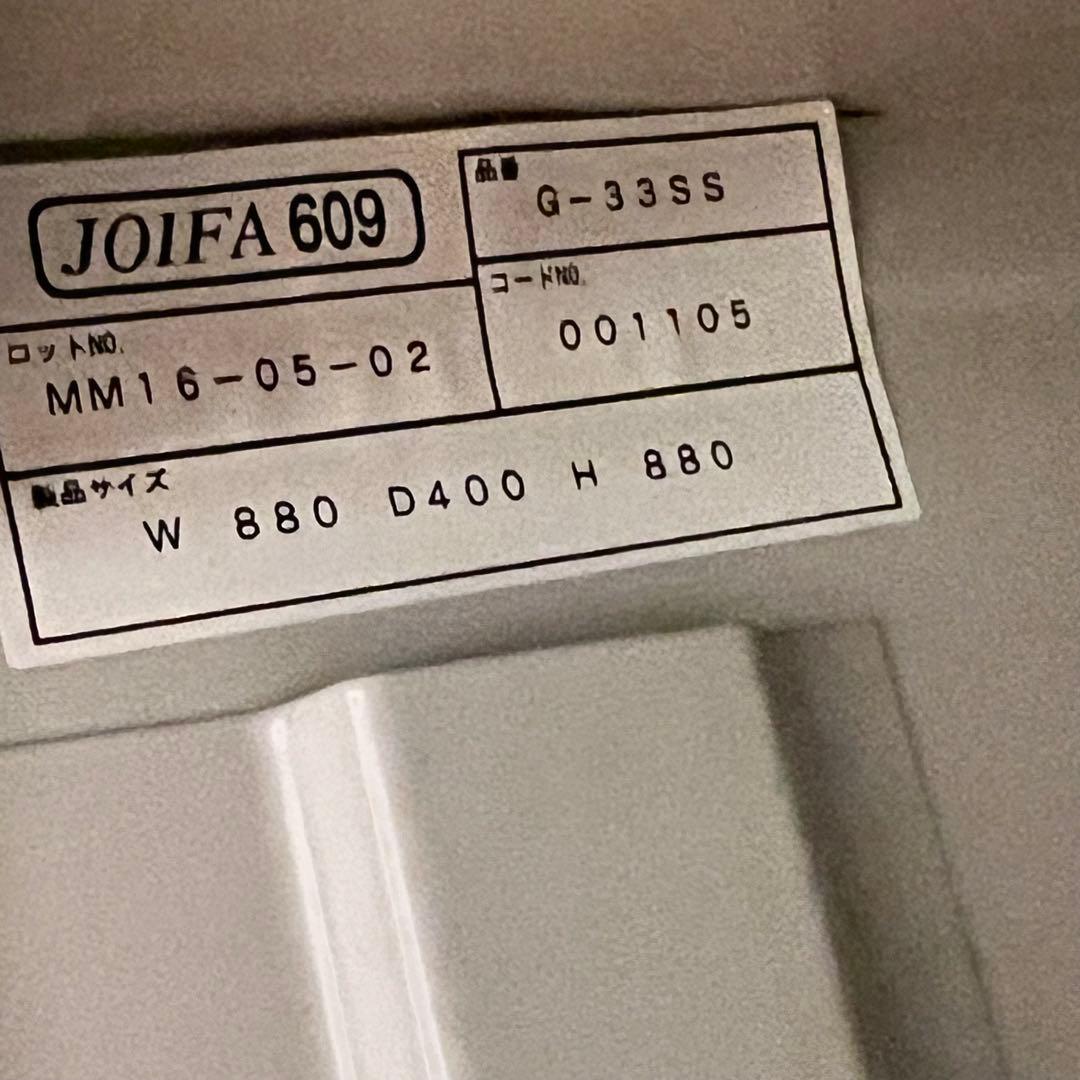 JOIFA 609
品番
G-33SS
コードNO.
001105
ロットNO.
MM16-05-02
製品サイズ
W 880 D400 H 880